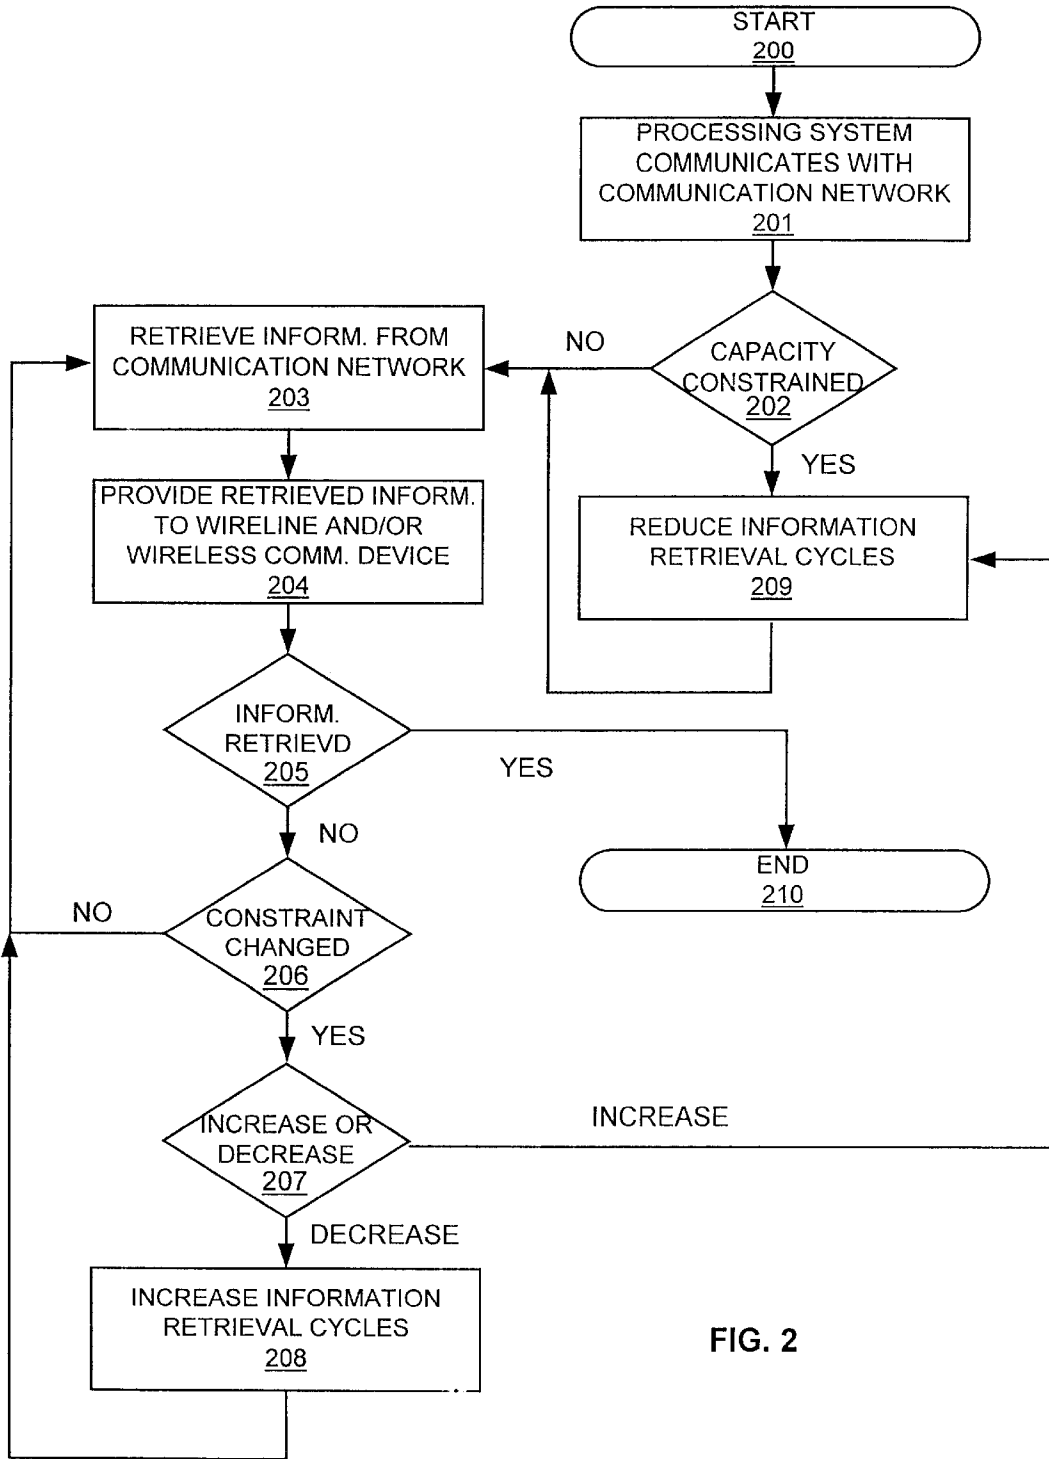 START
200
PROCESSING SYSTEM
COMMUNICATES WITH
COMMUNICATION NETWORK
201
CAPACITY
CONSTRAINED
202
NO
YES
RETRIEVE INFORM. FROM
COMMUNICATION NETWORK
203
PROVIDE RETRIEVED INFORM.
TO WIRELINE AND/OR
WIRELESS COMM. DEVICE
204
REDUCE INFORMATION
RETRIEVAL CYCLES
209
INFORM.
RETRIEVD
205
YES
NO
END
210
CONSTRAINT
CHANGED
206
NO
YES
INCREASE OR
DECREASE
207
INCREASE
DECREASE
INCREASE INFORMATION
RETRIEVAL CYCLES
208
FIG. 2